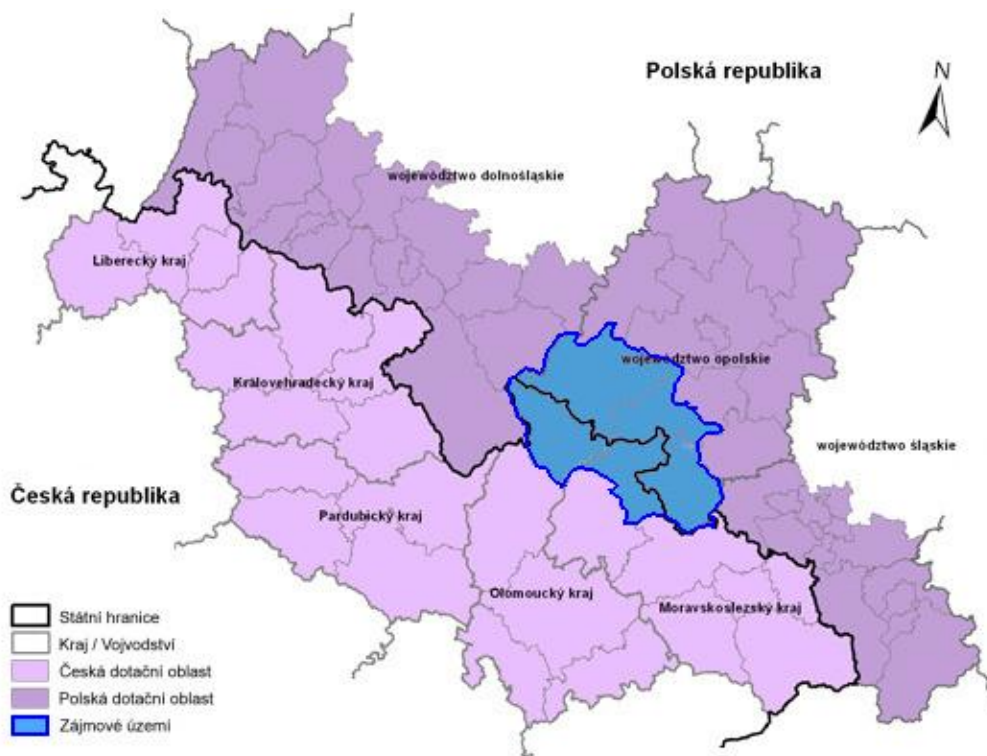 Polská republika
N
województwo dolnośląskie
Liberecký kraj
województwo opolskie
Královehradecký kraj
województwo śląskie
Česká republika
Pardubický kraj
Olomoucký kraj
Moravskoslezský kraj
Státní hranice
Kraj / Vojvodství
Česká dotační oblast
Polská dotační oblast
Zájmové území